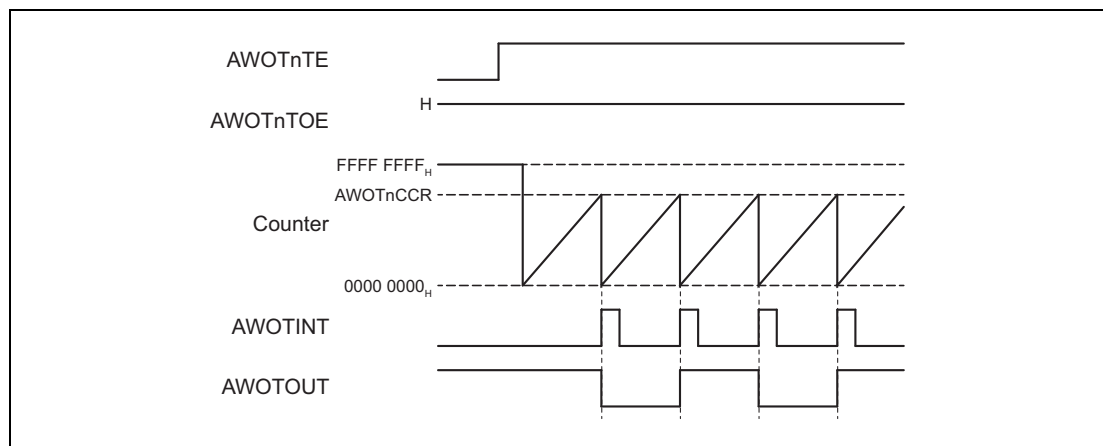 AWOTnTE
H
AWOTnTOE
FFFF FFFFH
AWOTnCCR
Counter
0000 0000H
AWOTINT
AWOTOUT